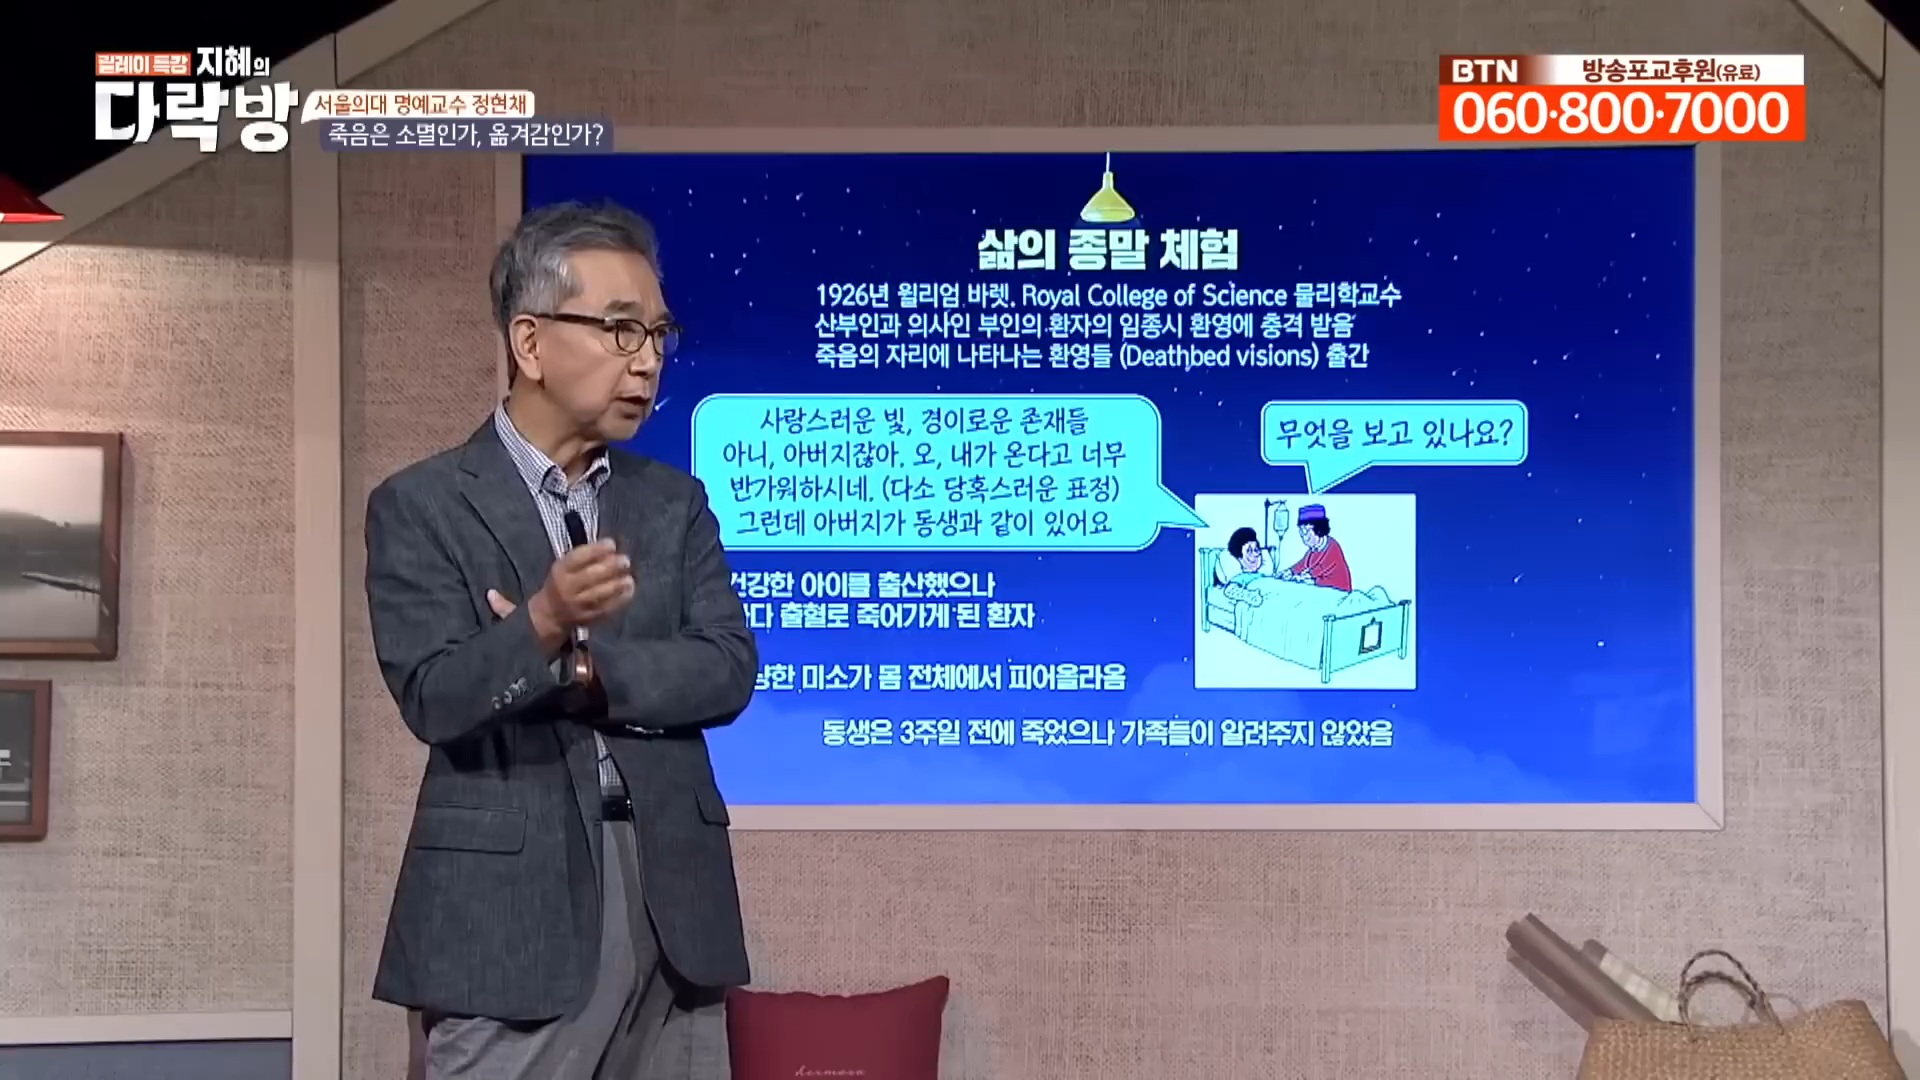 릴레이 특강 지혜의
다락방
서울의대 명예교수 정현채
죽음은 소멸인가, 옮겨감인가?
BTN 방송포교후원(유료)
060·800·7000
삶의 종말 체험
1926년 윌리엄 바렛. Royal College of Science 물리학교수
산부인과 의사인 부인의 환자의 임종시 환영에 충격 받음
죽음의 자리에 나타나는 환영들 (Deathbed visions) 출간
사랑스러운 빛, 경이로운 존재들
아니, 아버지잖아. 오, 내가 온다고 너무
반가워하시네. (다소 당혹스러운 표정)
그런데 아버지가 동생과 같이 있어요
무엇을 보고 있나요?
건강한 아이를 출산했으나
출혈로 죽어가게 된 환자
미소가 몸 전체에서 피어올라옴
동생은 3주일 전에 죽었으나 가족들이 알려주지 않았음
hermosa